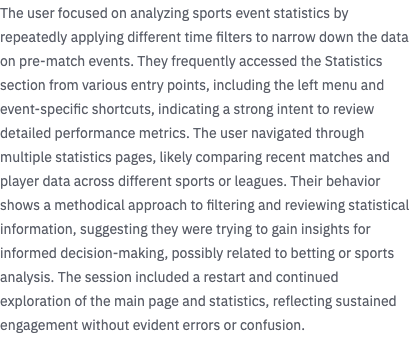 The user focused on analyzing sports event statistics by
repeatedly applying different time filters to narrow down the data
on pre-match events. They frequently accessed the Statistics
section from various entry points, including the left menu and
event-specific shortcuts, indicating a strong intent to review
detailed performance metrics. The user navigated through
multiple statistics pages, likely comparing recent matches and
player data across different sports or leagues. Their behavior
shows a methodical approach to filtering and reviewing statistical
information, suggesting they were trying to gain insights for
informed decision-making, possibly related to betting or sports
analysis. The session included a restart and continued
exploration of the main page and statistics, reflecting sustained
engagement without evident errors or confusion.